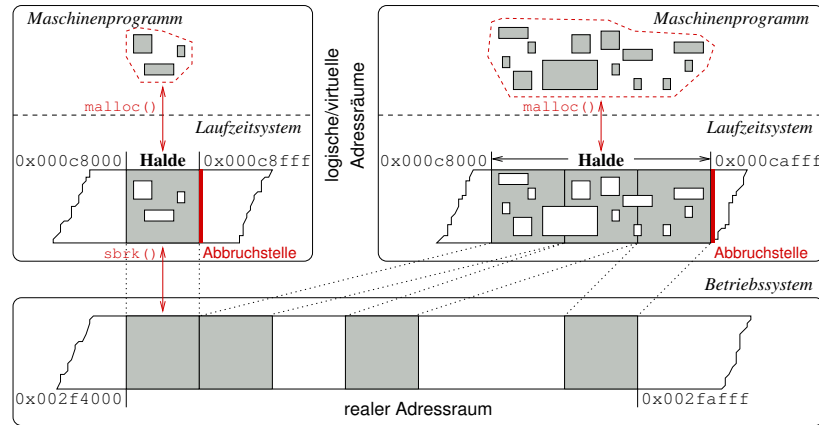 Maschinenprogramm
malloc()
Laufzeitsystem
0x000c8000
Halde
0x000c8fff
Abbruchstelle
sbrk()
logische/virtuelle
Adressräume
Maschinenprogramm
malloc()
Laufzeitsystem
0x000c8000
Halde
0x000cafff
Abbruchstelle
Betriebssystem
0x002f4000
realer Adressraum
0x002fafff